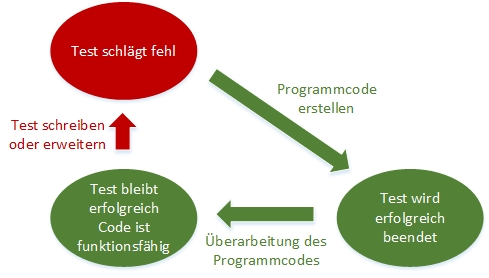 Test schlägt fehl
Programmcode
erstellen
Test schreiben
oder erweitern
Test bleibt
erfolgreich
Code ist
funktionsfähig
Test wird
erfolgreich
beendet
Überarbeitung des
Programmcodes